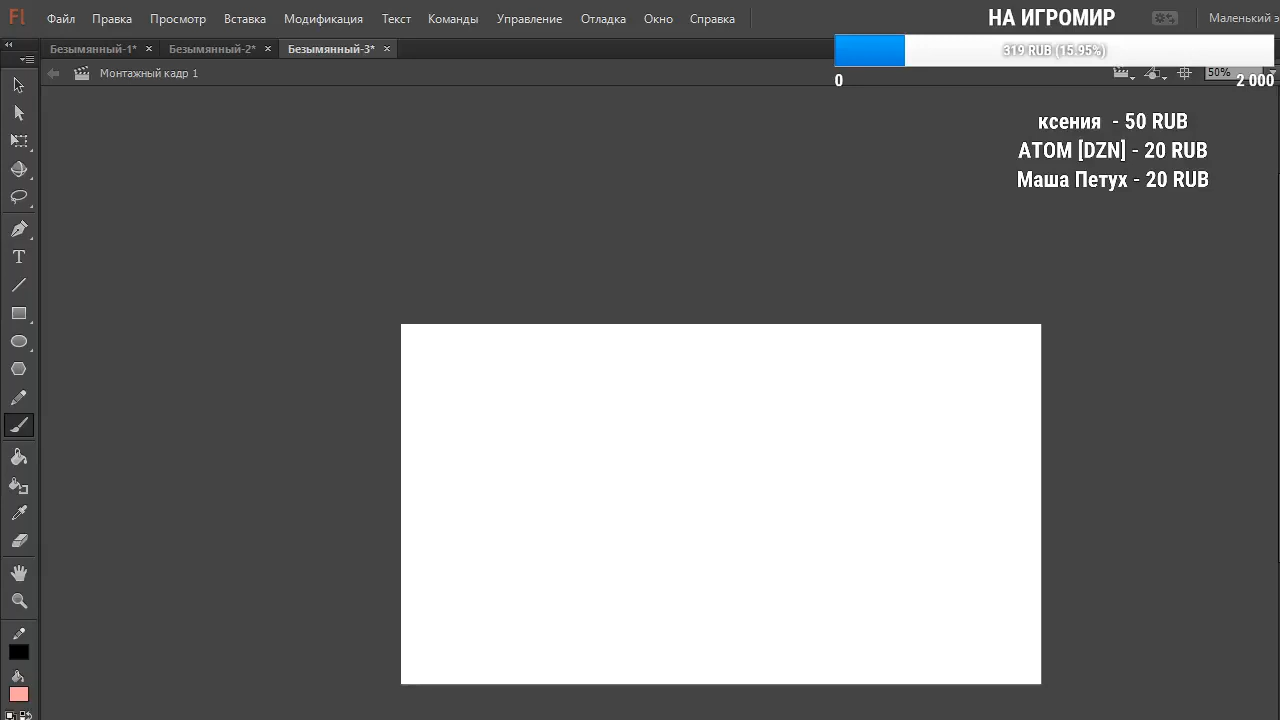 Fl Файл Правка Просмотр Вставка Модификация Текст Команды Управление Отладка Окно Справка НА ИГРОМИР Маленький э
Безымянный-1* × Безымянный-2* × Безымянный-3* × 319 RUB (15.95%)
Монтажный кадр 1 50%
0 2 000
ксения - 50 RUB
ATOM [DZN] - 20 RUB
Маша Петух - 20 RUB
T